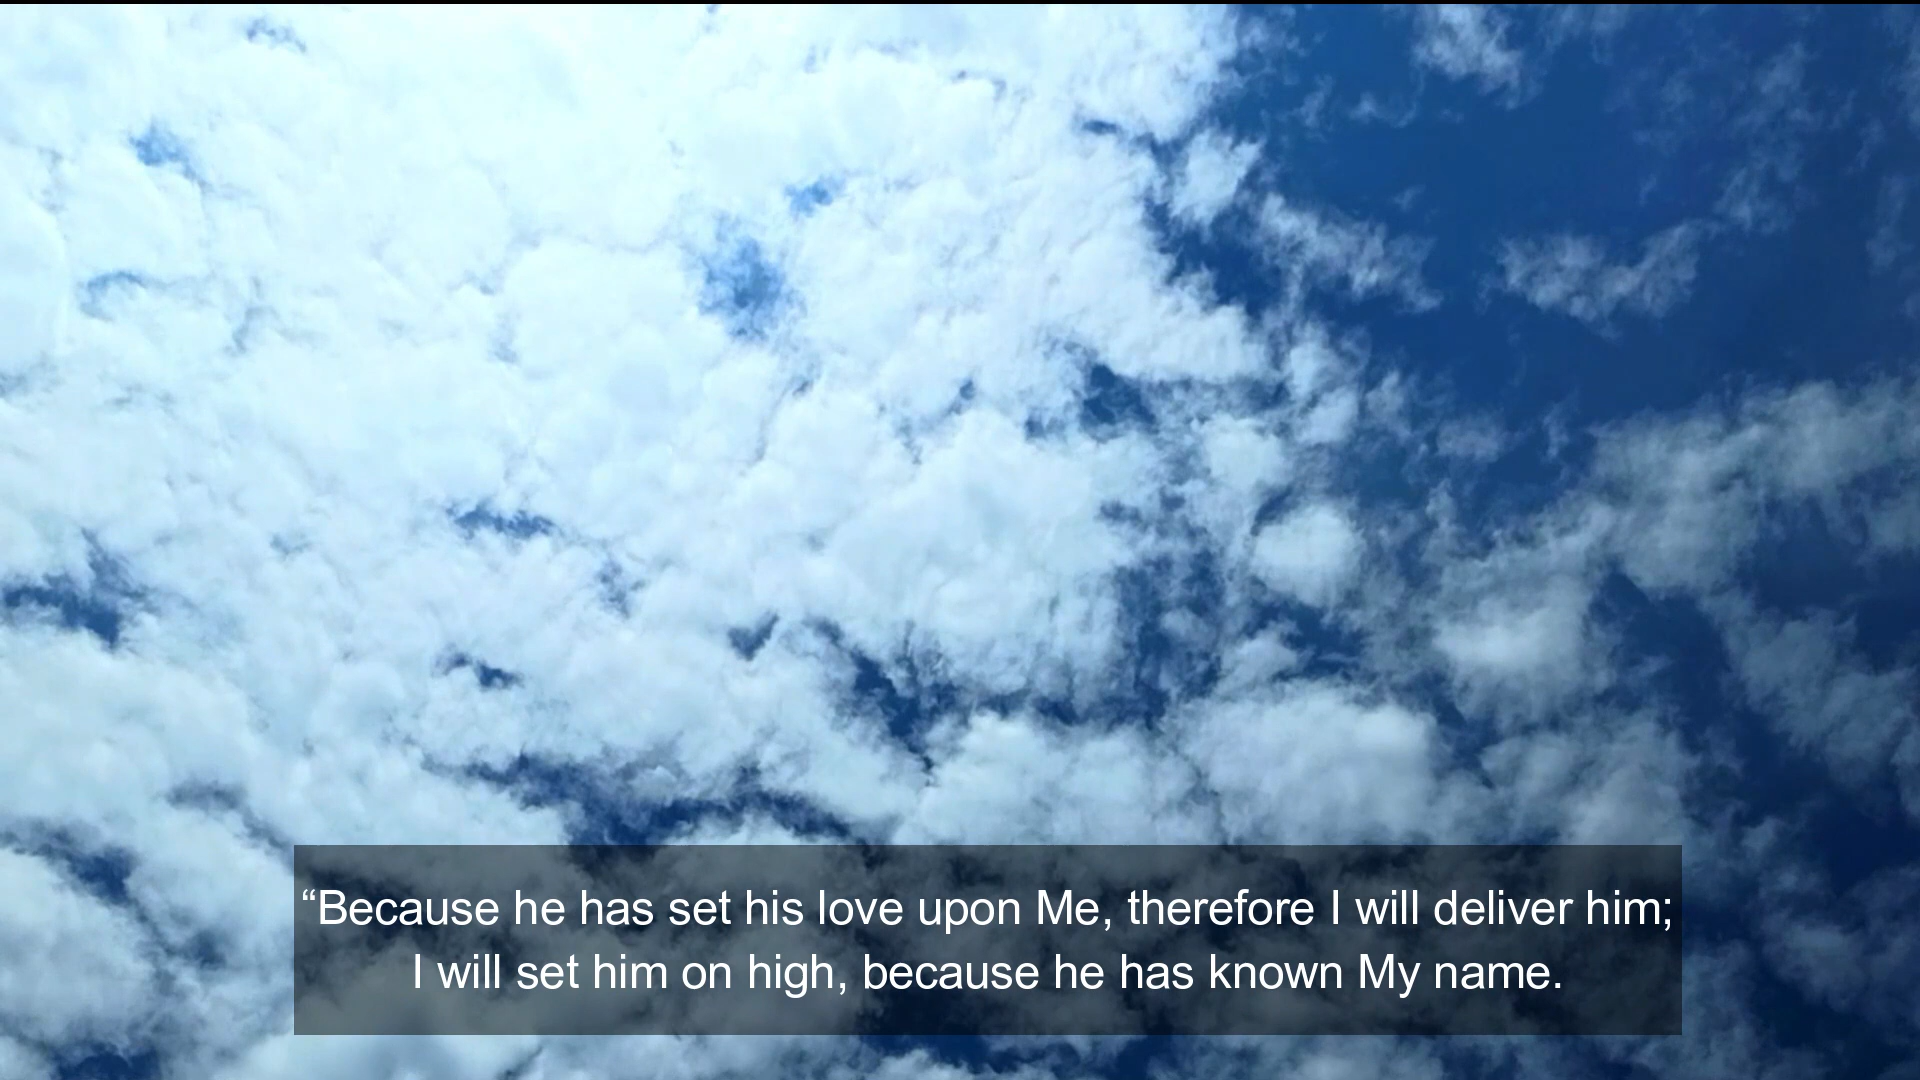 “Because he has set his love upon Me, therefore I will deliver him;
I will set him on high, because he has known My name.